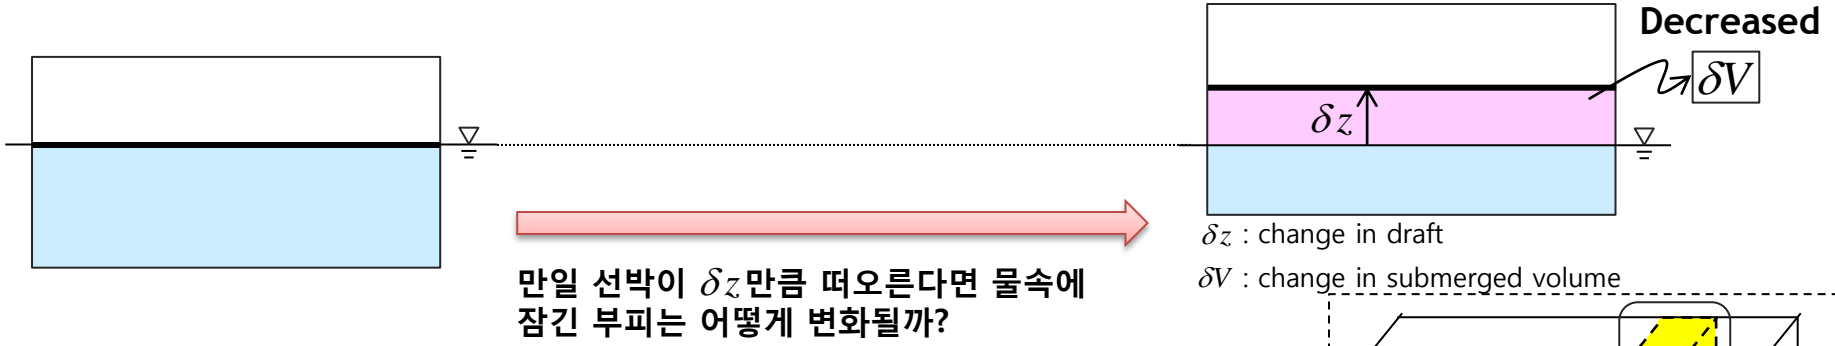 Decreased
δV
δz
δz : change in draft
δV : change in submerged volume
만일 선박이 δz만큼 떠오른다면 물속에
잠긴 부피는 어떻게 변화될까?